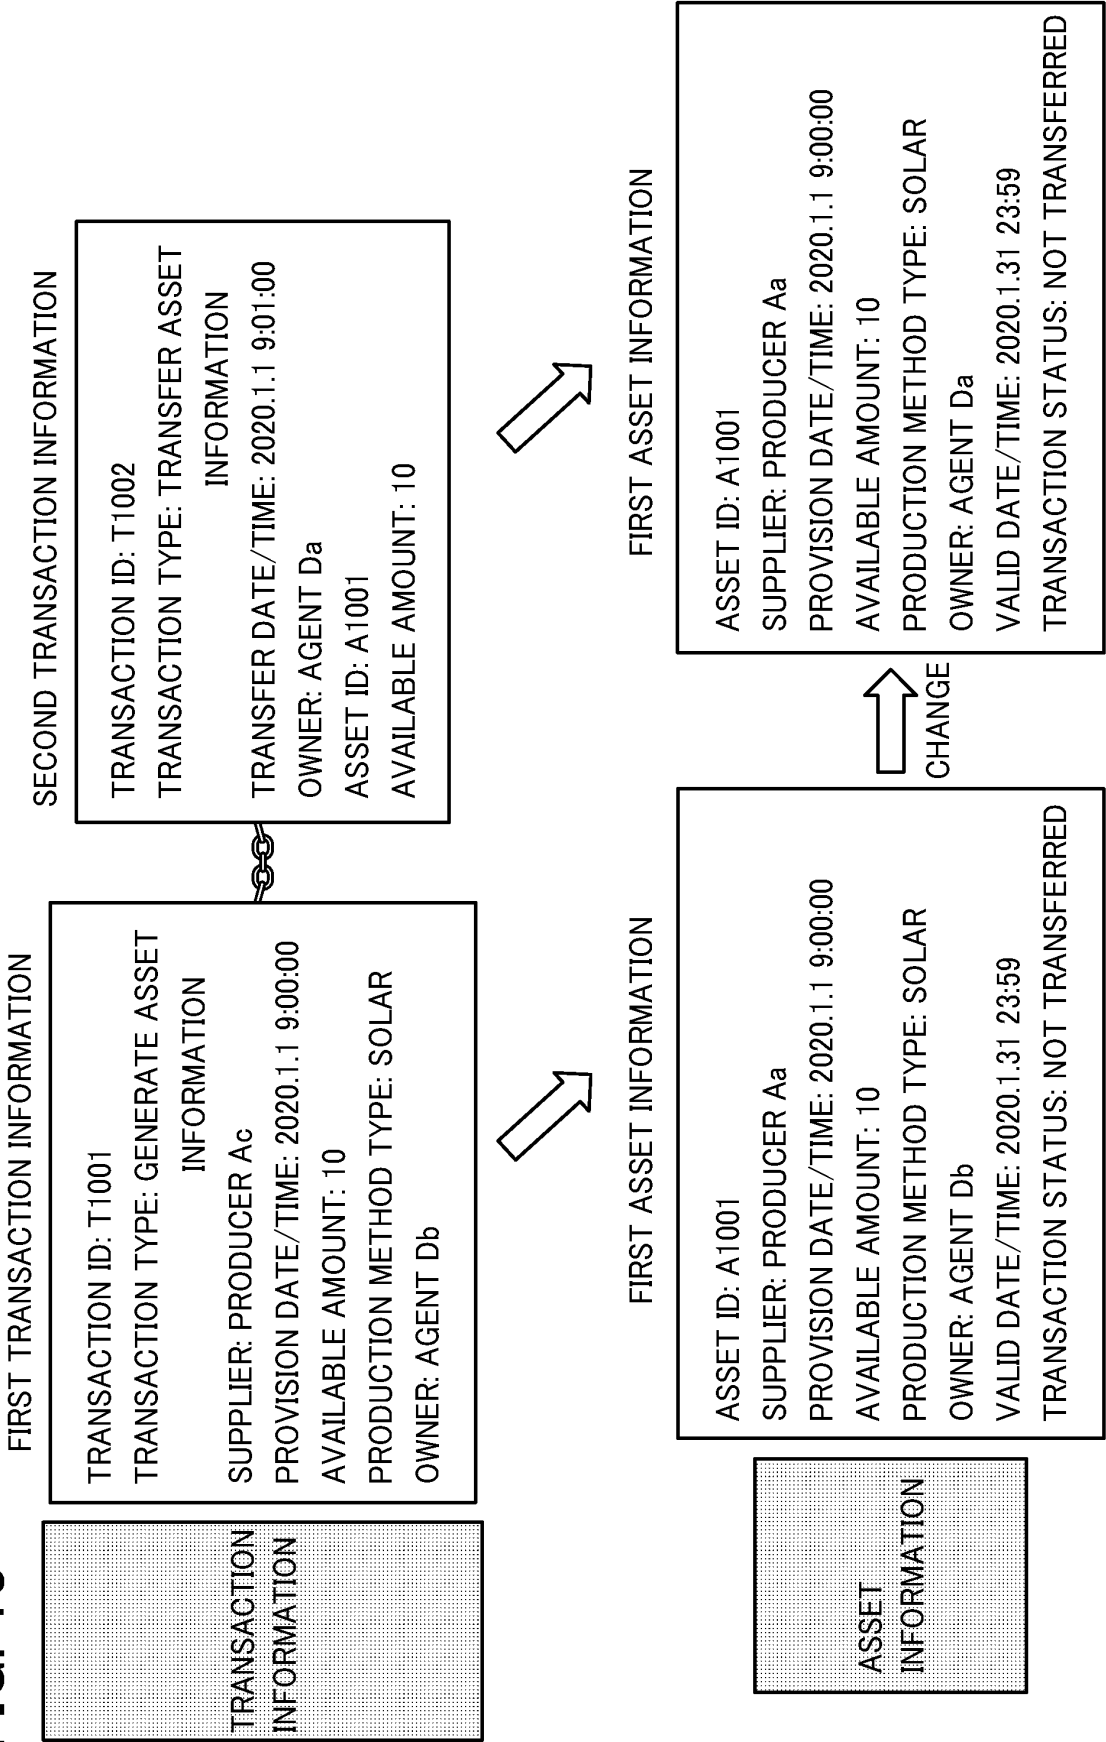 TRANSACTION
INFORMATION
FIRST TRANSACTION INFORMATION
TRANSACTION ID: T1001
TRANSACTION TYPE: GENERATE ASSET
INFORMATION
SUPPLIER: PRODUCER Ac
PROVISION DATE/TIME: 2020.1.1 9:00:00
AVAILABLE AMOUNT: 10
PRODUCTION METHOD TYPE: SOLAR
OWNER: AGENT Db
SECOND TRANSACTION INFORMATION
TRANSACTION ID: T1002
TRANSACTION TYPE: TRANSFER ASSET
INFORMATION
TRANSFER DATE/TIME: 2020.1.1 9:01:00
OWNER: AGENT Da
ASSET ID: A1001
AVAILABLE AMOUNT: 10
ASSET
INFORMATION
FIRST ASSET INFORMATION
ASSET ID: A1001
SUPPLIER: PRODUCER Aa
PROVISION DATE/TIME: 2020.1.1 9:00:00
AVAILABLE AMOUNT: 10
PRODUCTION METHOD TYPE: SOLAR
OWNER: AGENT Db
VALID DATE/TIME: 2020.1.31 23:59
TRANSACTION STATUS: NOT TRANSFERRED
CHANGE
FIRST ASSET INFORMATION
ASSET ID: A1001
SUPPLIER: PRODUCER Aa
PROVISION DATE/TIME: 2020.1.1 9:00:00
AVAILABLE AMOUNT: 10
PRODUCTION METHOD TYPE: SOLAR
OWNER: AGENT Da
VALID DATE/TIME: 2020.1.31 23:59
TRANSACTION STATUS: NOT TRANSFERRED